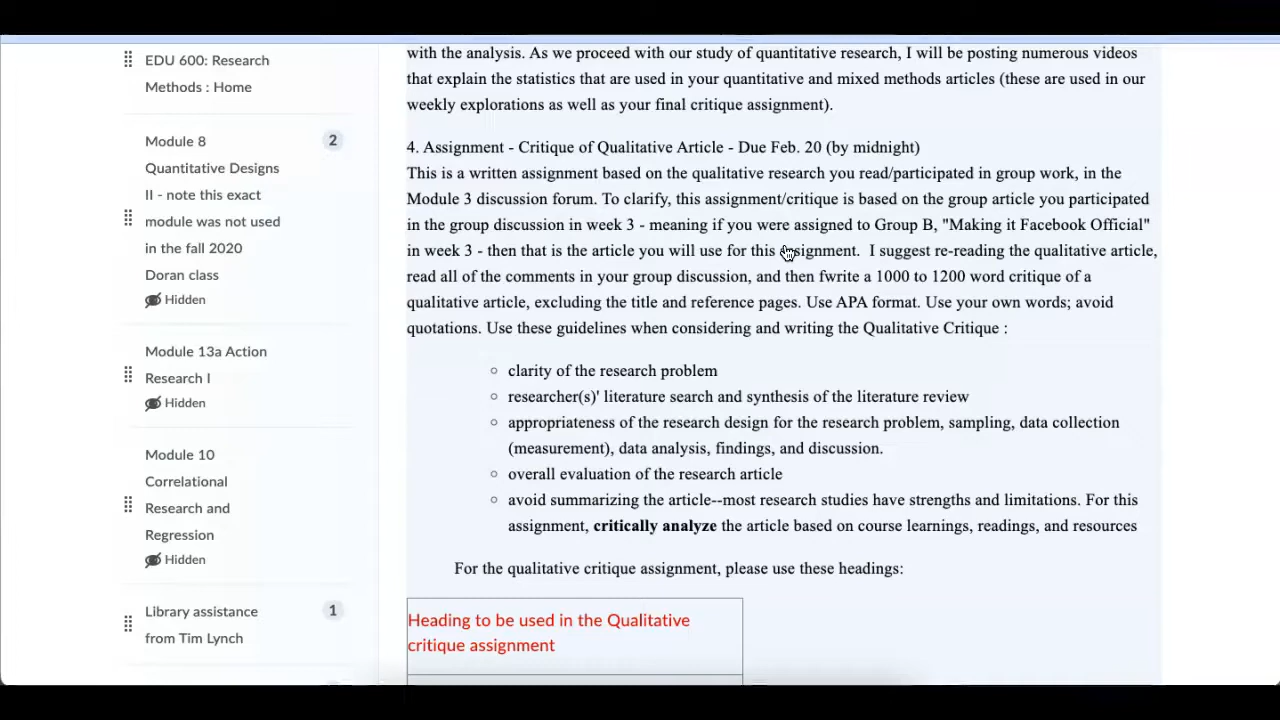 EDU 600: Research
Methods : Home
Module 8
2
Quantitative Designs
II - note this exact
module was not used
in the fall 2020
Doran class
Hidden
Module 13a Action
Research I
Hidden
Module 10
Correlational
Research and
Regression
Hidden
Library assistance
1
from Tim Lynch
with the analysis. As we proceed with our study of quantitative research, I will be posting numerous videos
that explain the statistics that are used in your quantitative and mixed methods articles (these are used in our
weekly explorations as well as your final critique assignment).
4. Assignment - Critique of Qualitative Article - Due Feb. 20 (by midnight)
This is a written assignment based on the qualitative research you read/participated in group work, in the
Module 3 discussion forum. To clarify, this assignment/critique is based on the group article you participated
in the group discussion in week 3 - meaning if you were assigned to Group B, "Making it Facebook Official"
in week 3 - then that is the article you will use for this assignment.  I suggest re-reading the qualitative article,
read all of the comments in your group discussion, and then fwrite a 1000 to 1200 word critique of a
qualitative article, excluding the title and reference pages. Use APA format. Use your own words; avoid
quotations. Use these guidelines when considering and writing the Qualitative Critique :
clarity of the research problem
researcher(s)' literature search and synthesis of the literature review
appropriateness of the research design for the research problem, sampling, data collection
(measurement), data analysis, findings, and discussion.
overall evaluation of the research article
avoid summarizing the article--most research studies have strengths and limitations. For this
assignment, critically analyze the article based on course learnings, readings, and resources
For the qualitative critique assignment, please use these headings:
Heading to be used in the Qualitative
critique assignment